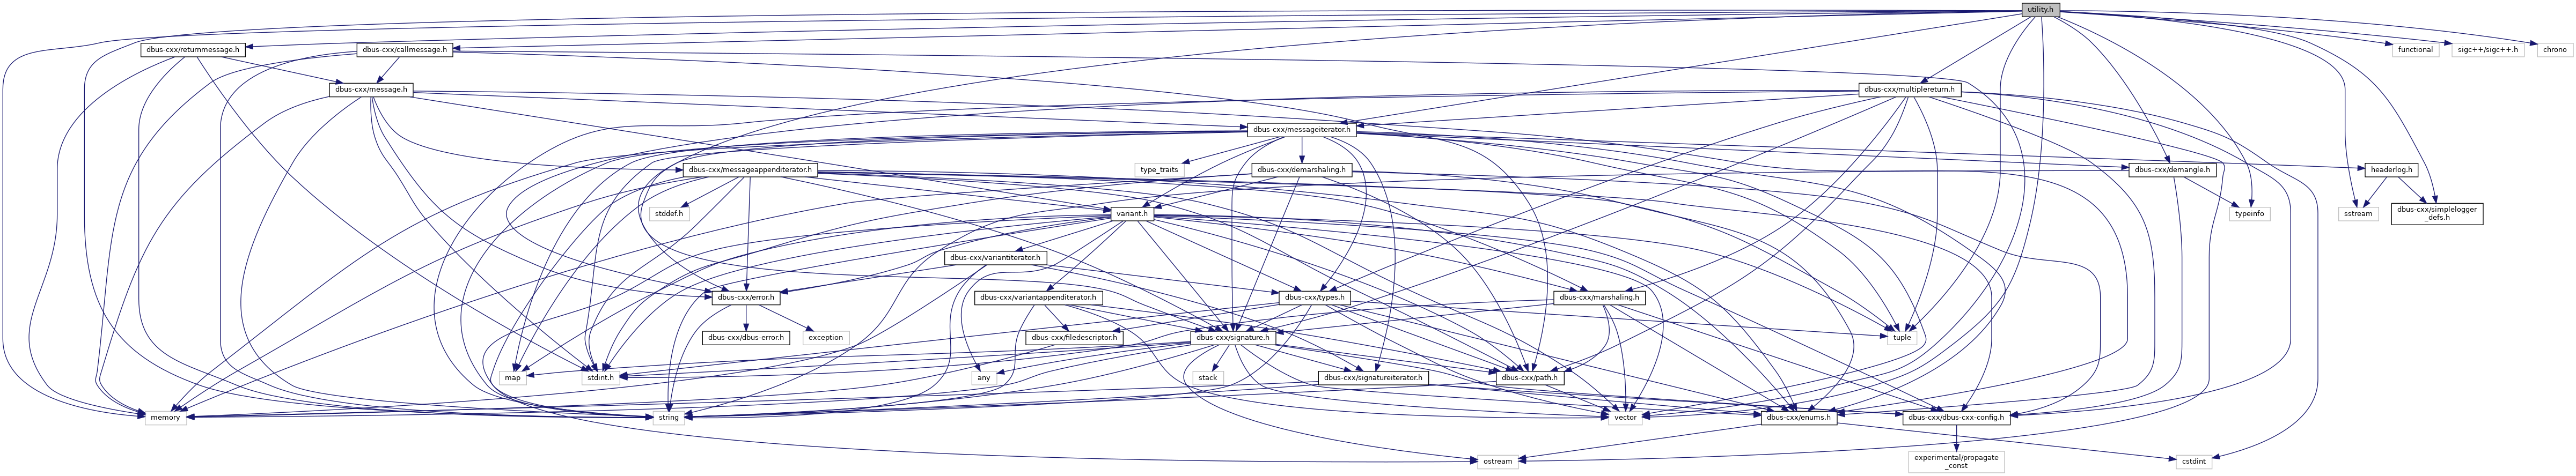 utility.h
dbus-cxx/returnmessage.h
dbus-cxx/callmessage.h
functional
sigc++/sigc++.h
chrono
dbus-cxx/message.h
dbus-cxx/multiplereturn.h
dbus-cxx/messageiterator.h
dbus-cxx/messageappenditerator.h
type_traits
dbus-cxx/demarshaling.h
dbus-cxx/demangle.h
headerlog.h
stddef.h
variant.h
typeinfo
sstream
dbus-cxx/simplelogger
_defs.h
dbus-cxx/variantiterator.h
dbus-cxx/error.h
dbus-cxx/variantappenditerator.h
dbus-cxx/types.h
dbus-cxx/marshaling.h
dbus-cxx/dbus-error.h
exception
dbus-cxx/filedescriptor.h
dbus-cxx/signature.h
tuple
map
stdint.h
any
stack
dbus-cxx/signatureiterator.h
dbus-cxx/path.h
memory
string
vector
dbus-cxx/enums.h
dbus-cxx/dbus-cxx-config.h
ostream
cstdint
experimental/propagate
_const